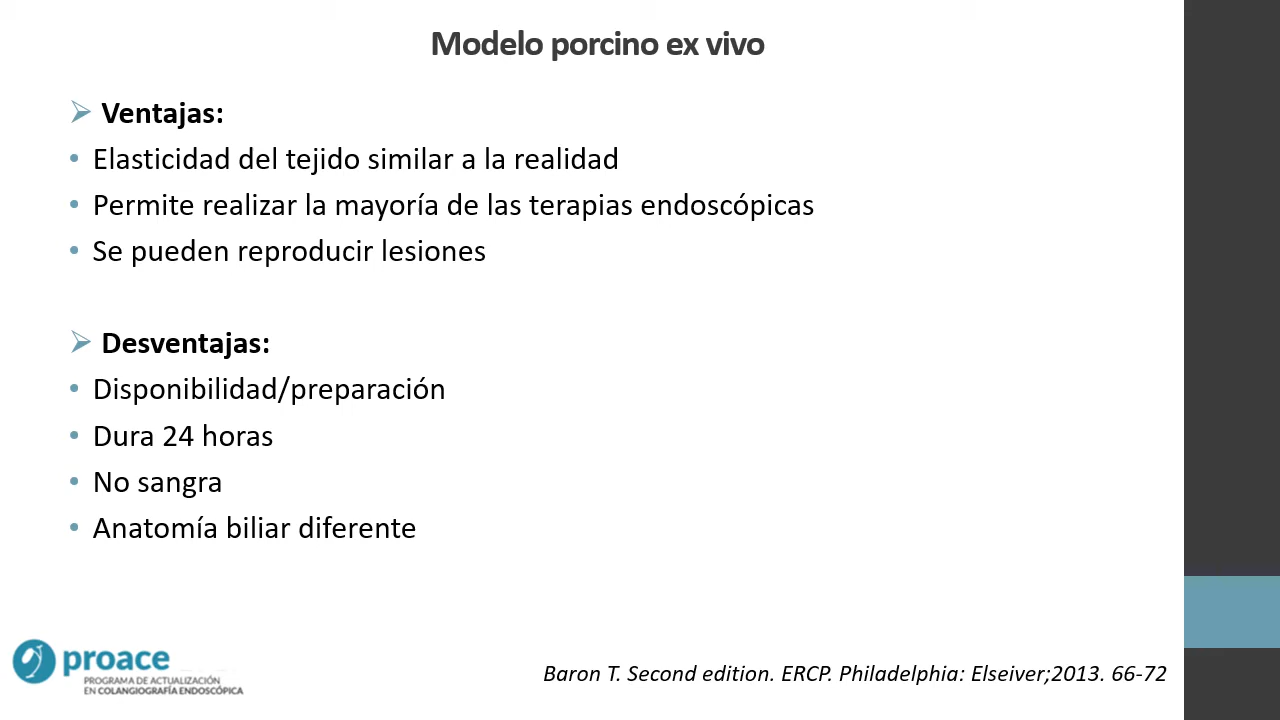 Modelo porcino ex vivo
➢ Ventajas:
• Elasticidad del tejido similar a la realidad
• Permite realizar la mayoría de las terapias endoscópicas
• Se pueden reproducir lesiones
➢ Desventajas:
• Disponibilidad/preparación
• Dura 24 horas
• No sangra
• Anatomía biliar diferente
proace
PROGRAMA DE ACTUALIZACIÓN
EN COLANGIOGRAFÍA ENDOSCÓPICA
Baron T. Second edition. ERCP. Philadelphia: Elseiver;2013. 66-72